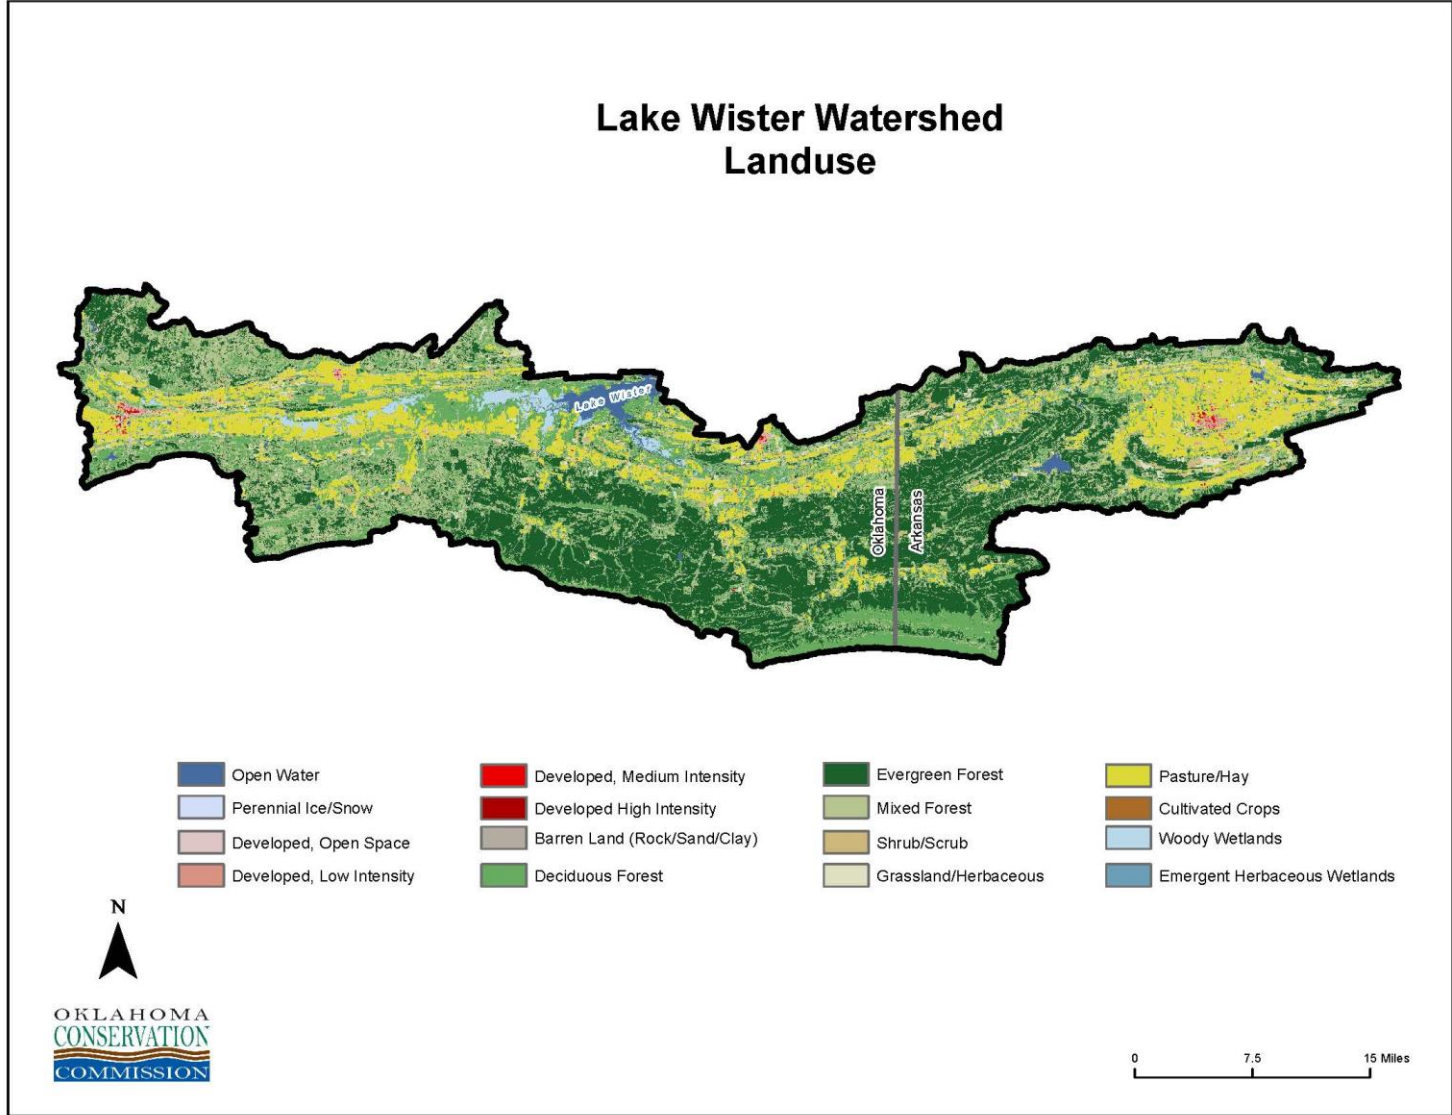 Lake Wister Watershed
Landuse
Lake Wister
Oklahoma
Arkansas
Open Water
Perennial Ice/Snow
Developed, Open Space
Developed, Low Intensity
Developed, Medium Intensity
Developed High Intensity
Barren Land (Rock/Sand/Clay)
Deciduous Forest
Evergreen Forest
Mixed Forest
Shrub/Scrub
Grassland/Herbaceous
Pasture/Hay
Cultivated Crops
Woody Wetlands
Emergent Herbaceous Wetlands
N
OKLAHOMA
CONSERVATION
COMMISSION
0 7.5 15 Miles